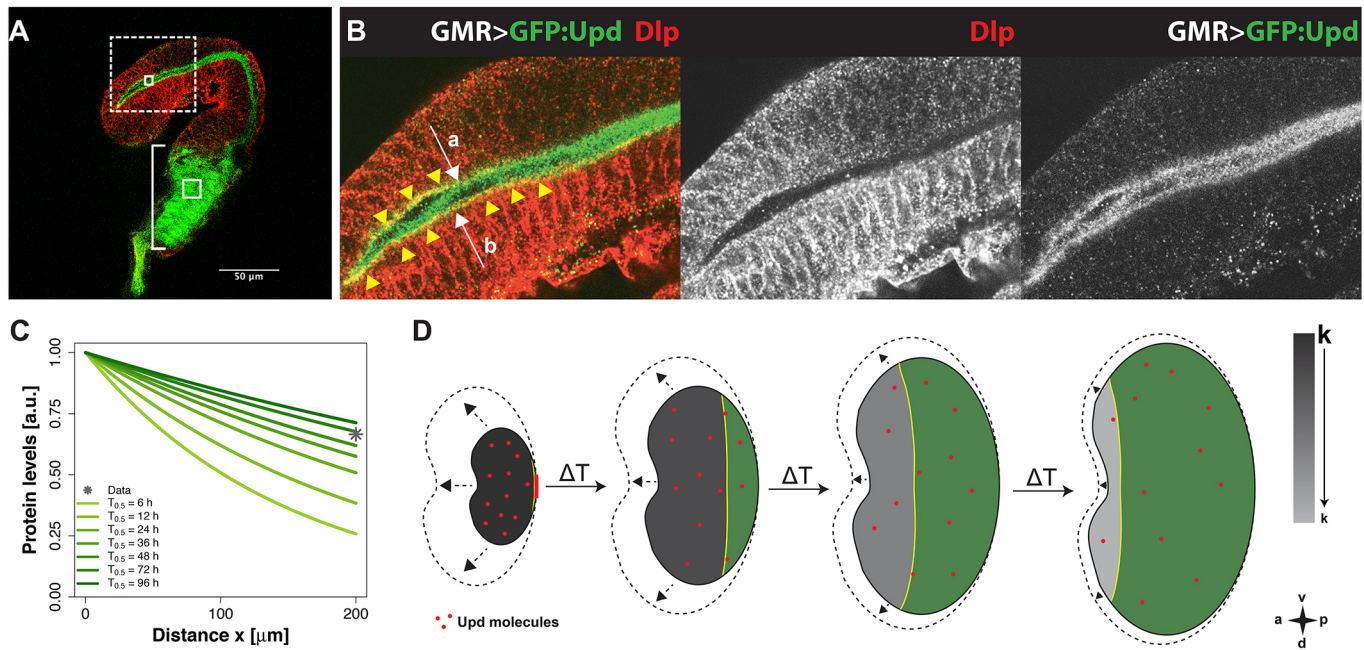 A
50 µm
B
GMR>GFP:Upd Dlp
Dlp
GMR>GFP:Upd
a
b
C
Protein levels [a.u.]
1.00
0.75
0.50
0.25
0.00
Data
T0.5 = 6 h
T0.5 = 12 h
T0.5 = 24 h
T0.5 = 36 h
T0.5 = 48 h
T0.5 = 72 h
T0.5 = 96 h
0
100
200
Distance x [µm]
D
ΔT
ΔT
ΔT
Upd molecules
k
k
v
a p
d